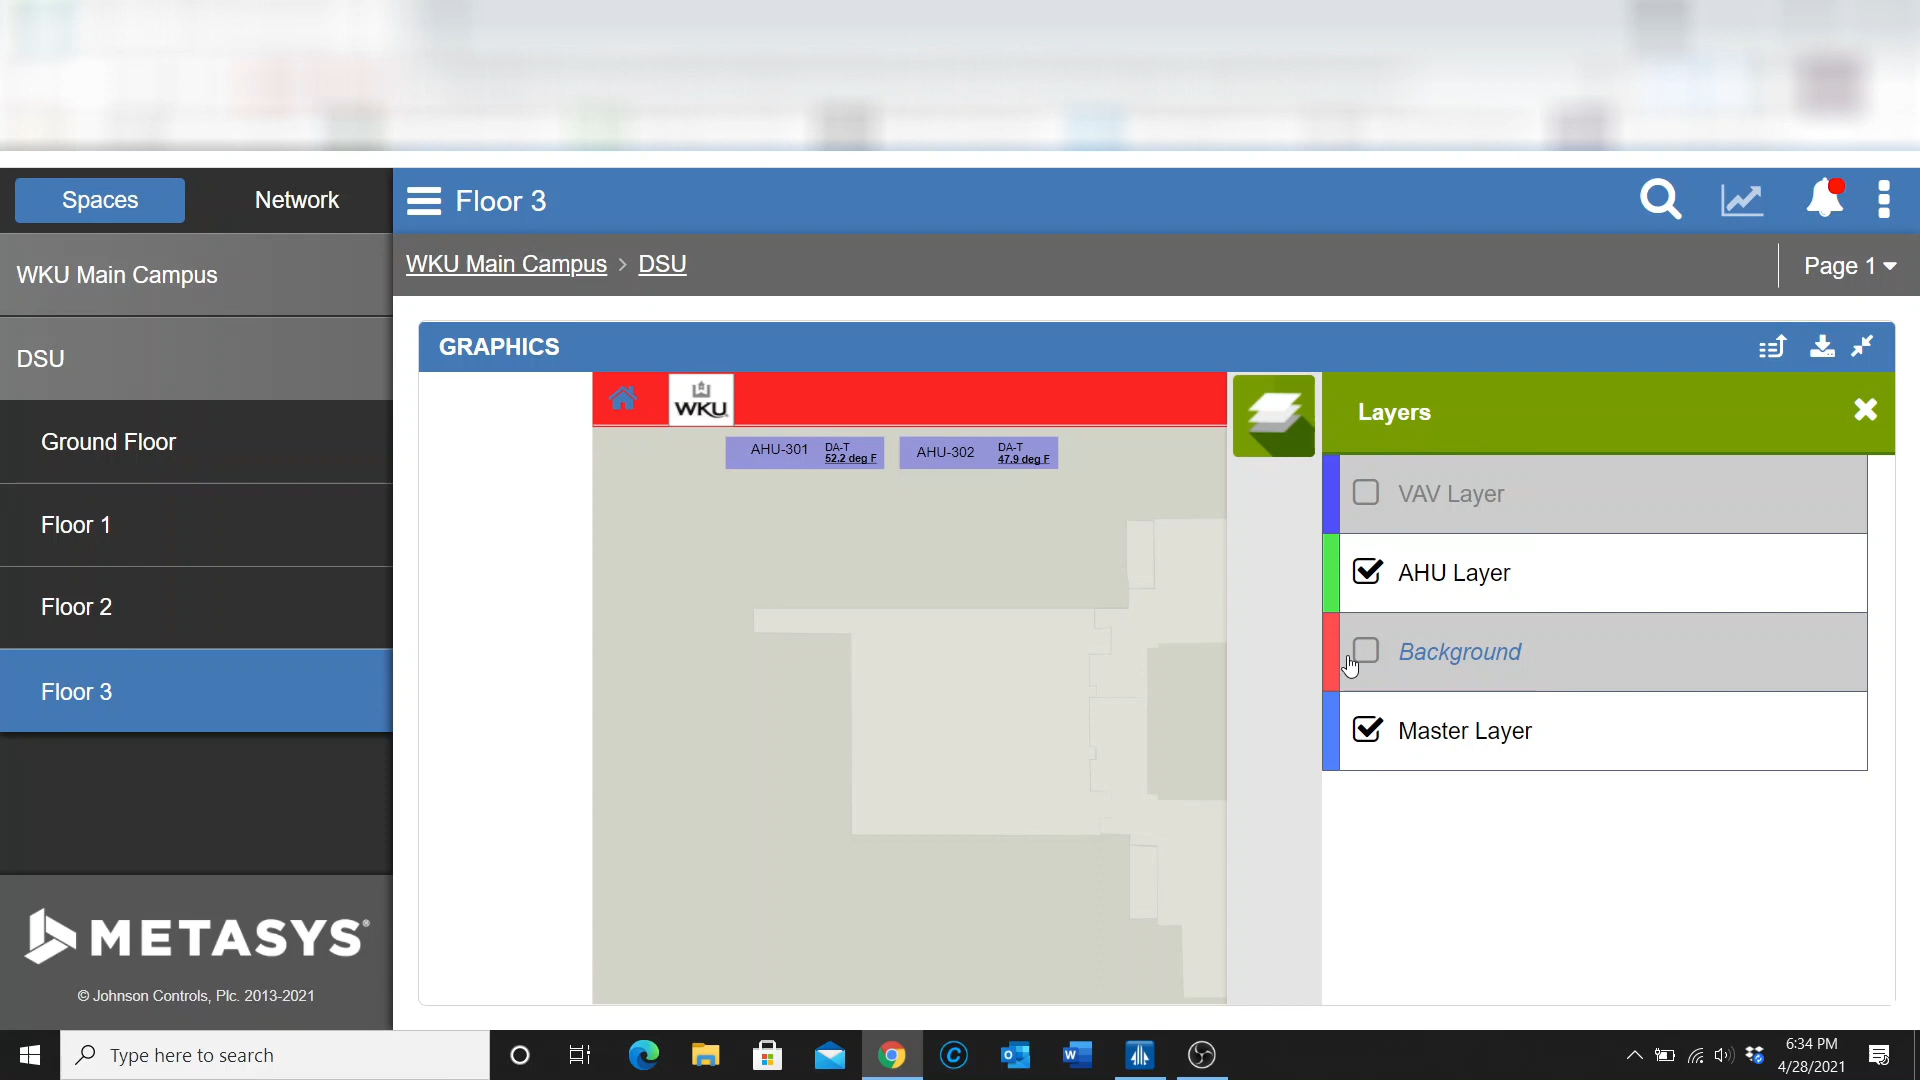 Spaces
Network
Floor 3
WKU Main Campus
WKU Main Campus > DSU
Page 1
DSU
GRAPHICS
WKU
Layers
AHU-301
DA-T
52.2 deg F
AHU-302
DA-T
47.9 deg F
Ground Floor
VAV Layer
Floor 1
AHU Layer
Floor 2
Background
Floor 3
Master Layer
METASYS®
© Johnson Controls, Plc. 2013-2021
Type here to search
6:34 PM
4/28/2021